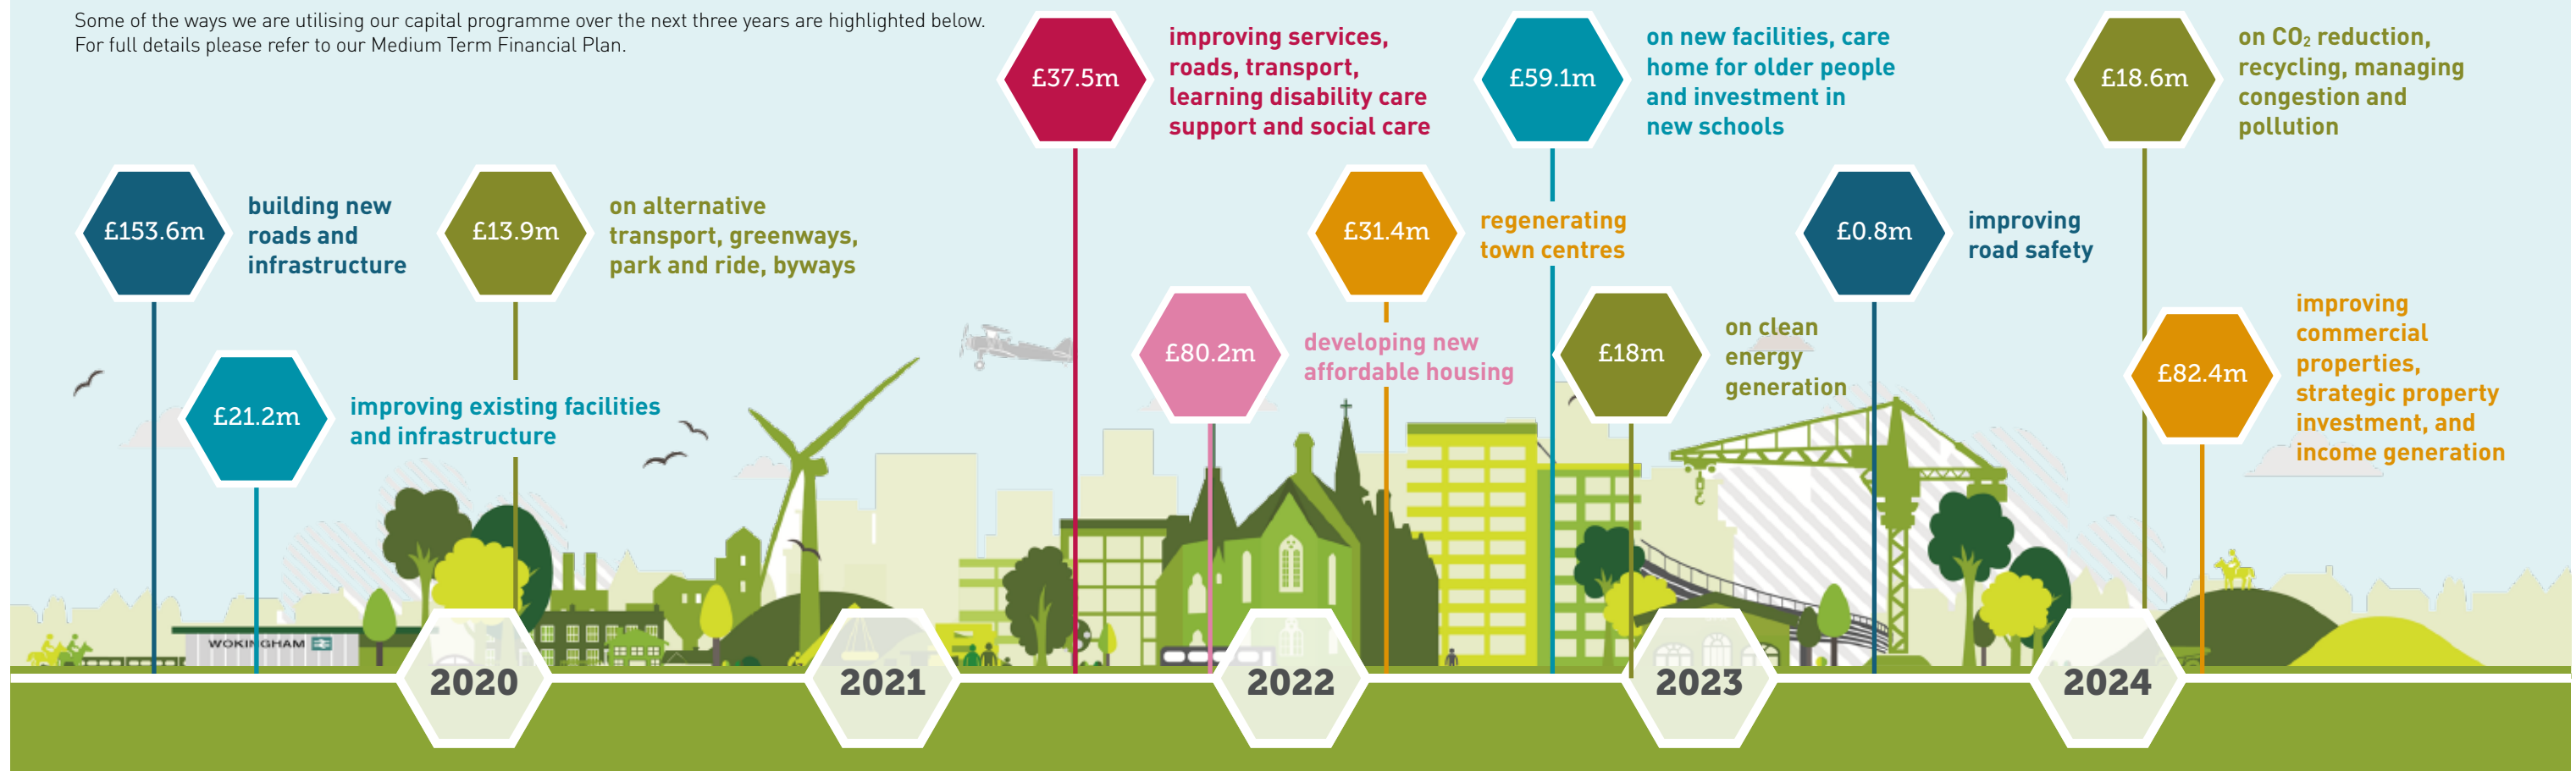 Some of the ways we are utilising our capital programme over the next three years are highlighted below.
For full details please refer to our Medium Term Financial Plan.
£153.6m
building new
roads and
infrastructure
£21.2m
improving existing facilities
and infrastructure
£13.9m
on alternative
transport, greenways,
park and ride, byways
£37.5m
improving services,
roads, transport,
learning disability care
support and social care
£80.2m
developing new
affordable housing
£31.4m
regenerating
town centres
£59.1m
on new facilities, care
home for older people
and investment in
new schools
£18m
on clean
energy
generation
£0.8m
improving
road safety
£18.6m
on CO₂ reduction,
recycling, managing
congestion and
pollution
£82.4m
improving
commercial
properties,
strategic property
investment, and
income generation
WOKINGHAM
2020
2021
2022
2023
2024